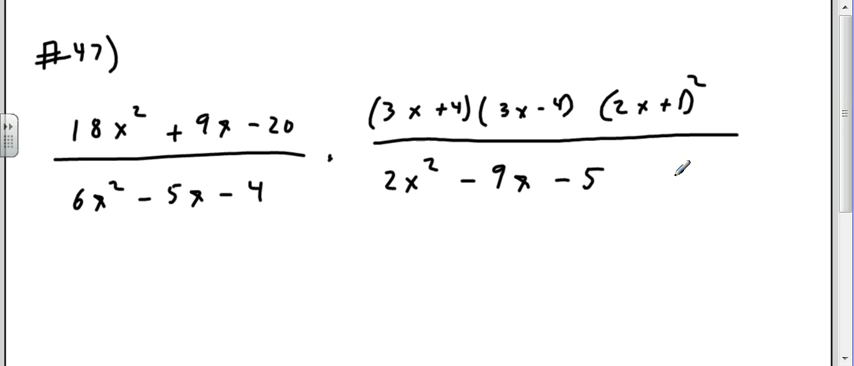 #47)
18x² + 9x - 20 · (3x+4)(3x-4) (2x+1)²
6x² - 5x - 4 2x² - 9x - 5